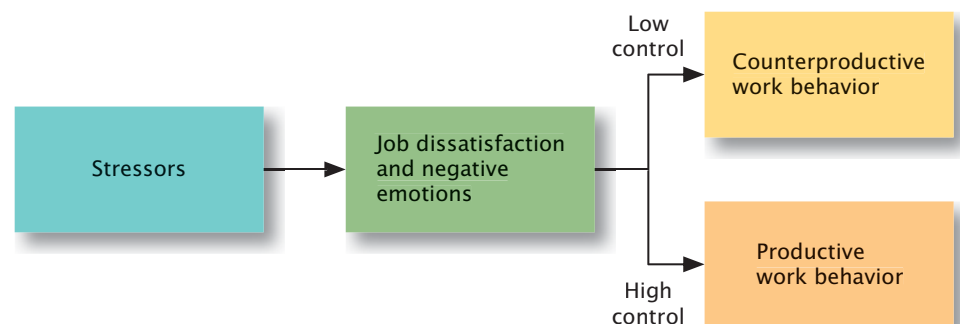 Stressors
Job dissatisfaction
and negative
emotions
Low
control
Counterproductive
work behavior
High
control
Productive
work behavior